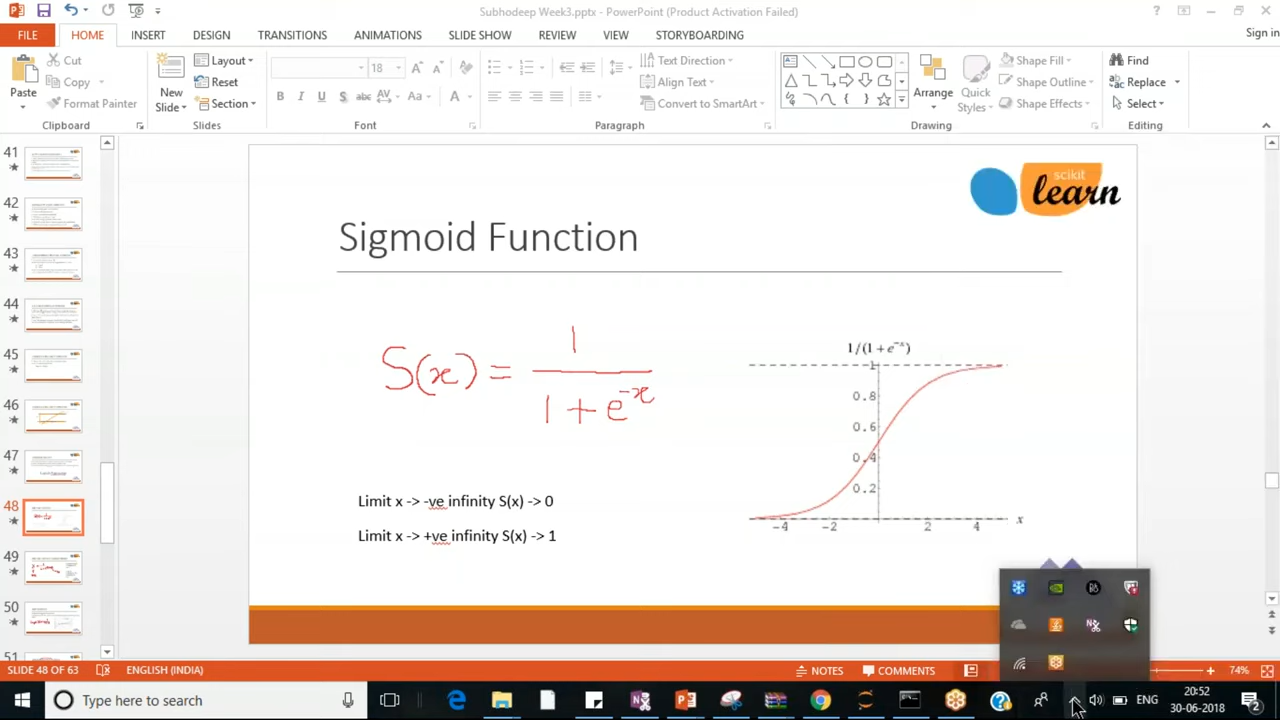 Subhodeep Week3.pptx - PowerPoint (Product Activation Failed)
FILE HOME INSERT DESIGN TRANSITIONS ANIMATIONS SLIDE SHOW REVIEW VIEW STORYBOARDING Sign in
Paste
Cut
Copy
Format Painter
Clipboard
New Slide
Layout
Reset
Section
Slides
18
Font
Text Direction
Align Text
Convert to SmartArt
Paragraph
Arrange
Quick Styles
Shape Fill
Shape Outline
Shape Effects
Drawing
Find
Replace
Select
Editing
41
42
43
44
45
46
47
48
49
50
51
scikit
learn
Sigmoid Function
S(x) = 1 / (1 + e^-x)
1/(1 + e^-x)
1
0.8
0.6
0.4
0.2
-4 -2 2 4 x
Limit x -> -ve infinity S(x) -> 0
Limit x -> +ve infinity S(x) -> 1
SLIDE 48 OF 63 ENGLISH (INDIA) NOTES COMMENTS 74%
Type here to search
ENG
20:52
30-06-2018
2